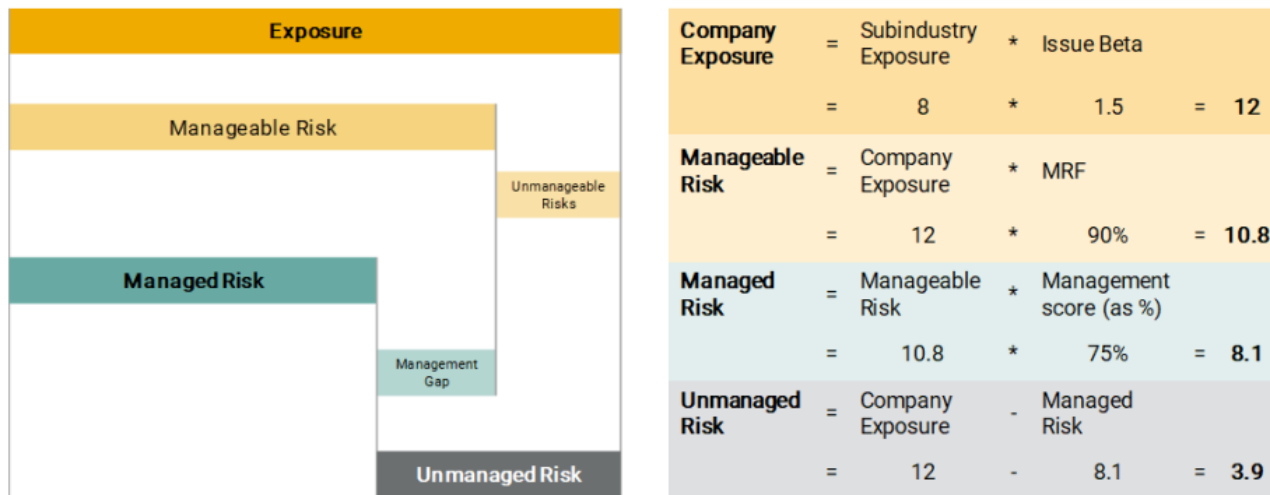 Exposure
Manageable Risk
Unmanageable
Risks
Managed Risk
Management
Gap
Unmanaged Risk
Company = Subindustry * Issue Beta
Exposure Exposure
= 8 * 1.5 = 12
Manageable = Company * MRF
Risk Exposure
= 12 * 90% = 10.8
Managed = Manageable * Management
Risk Risk score (as %)
= 10.8 * 75% = 8.1
Unmanaged = Company - Managed
Risk Exposure Risk
= 12 - 8.1 = 3.9